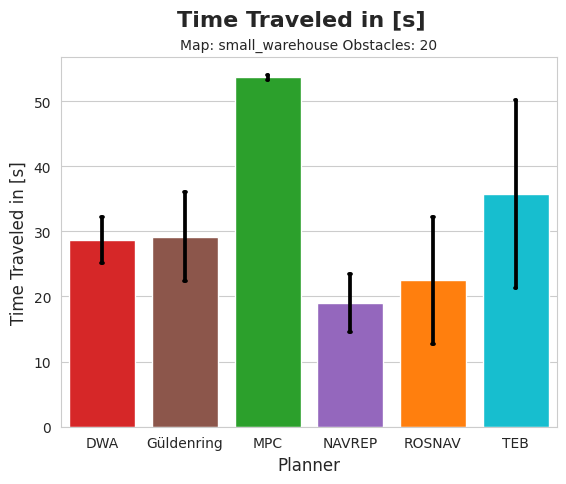 Time Traveled in [s]
Map: small_warehouse Obstacles: 20
Time Traveled in [s]
50
40
30
20
10
0
DWA Güldenring MPC NAVREP ROSNAV TEB
Planner